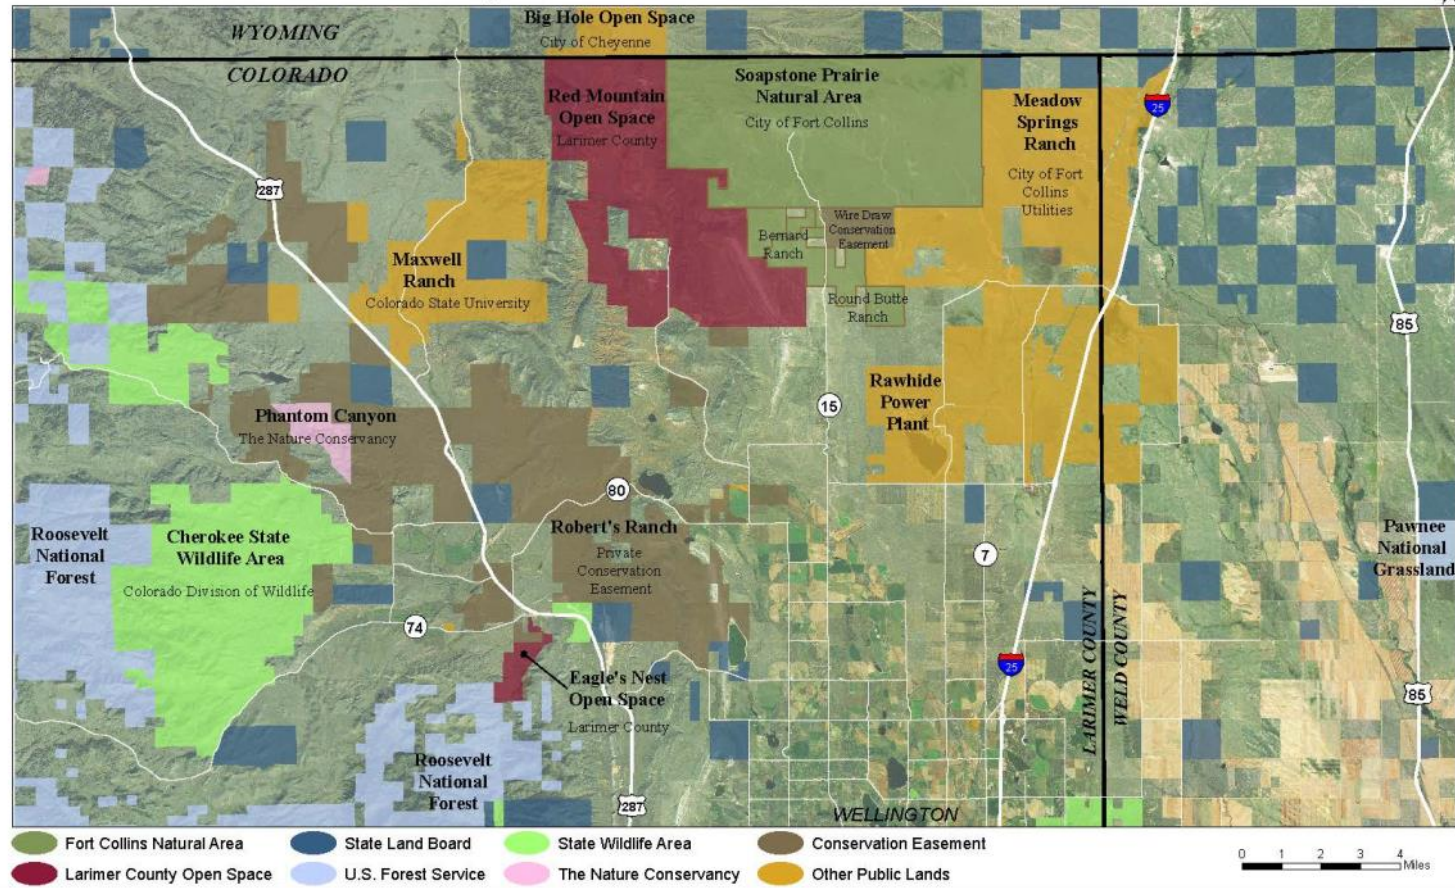 WYOMING
COLORADO
Big Hole Open Space
City of Cheyenne
Red Mountain
Open Space
Larimer County
Soapstone Prairie
Natural Area
City of Fort Collins
Meadow
Springs
Ranch
City of Fort
Collins
Utilities
25
287
Bernard
Ranch
Wire Draw
Conservation
Easement
Maxwell
Ranch
Colorado State University
Round Butte
Ranch
85
Rawhide
Power
Plant
15
Phantom Canyon
The Nature Conservancy
80
Robert's Ranch
Private
Conservation
Easement
Roosevelt
National
Forest
Cherokee State
Wildlife Area
Colorado Division of Wildlife
7
Pawnee
National
Grassland
74
LARIMER COUNTY
WELD COUNTY
25
Eagle's Nest
Open Space
Larimer County
85
Roosevelt
National
Forest
287
WELLINGTON
Fort Collins Natural Area
State Land Board
State Wildlife Area
Conservation Easement
Larimer County Open Space
U.S. Forest Service
The Nature Conservancy
Other Public Lands
0 1 2 3 4
Miles